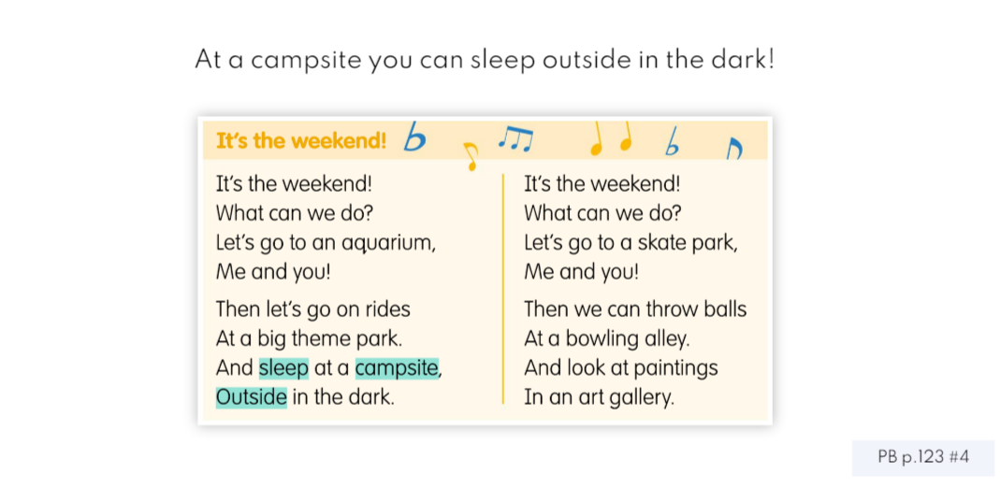 At a campsite you can sleep outside in the dark!
It's the weekend!
It's the weekend!
What can we do?
Let's go to an aquarium,
Me and you!
Then let's go on rides
At a big theme park.
And sleep at a campsite,
Outside in the dark.
It's the weekend!
What can we do?
Let's go to a skate park,
Me and you!
Then we can throw balls
At a bowling alley.
And look at paintings
In an art gallery.
PB p.123 #4